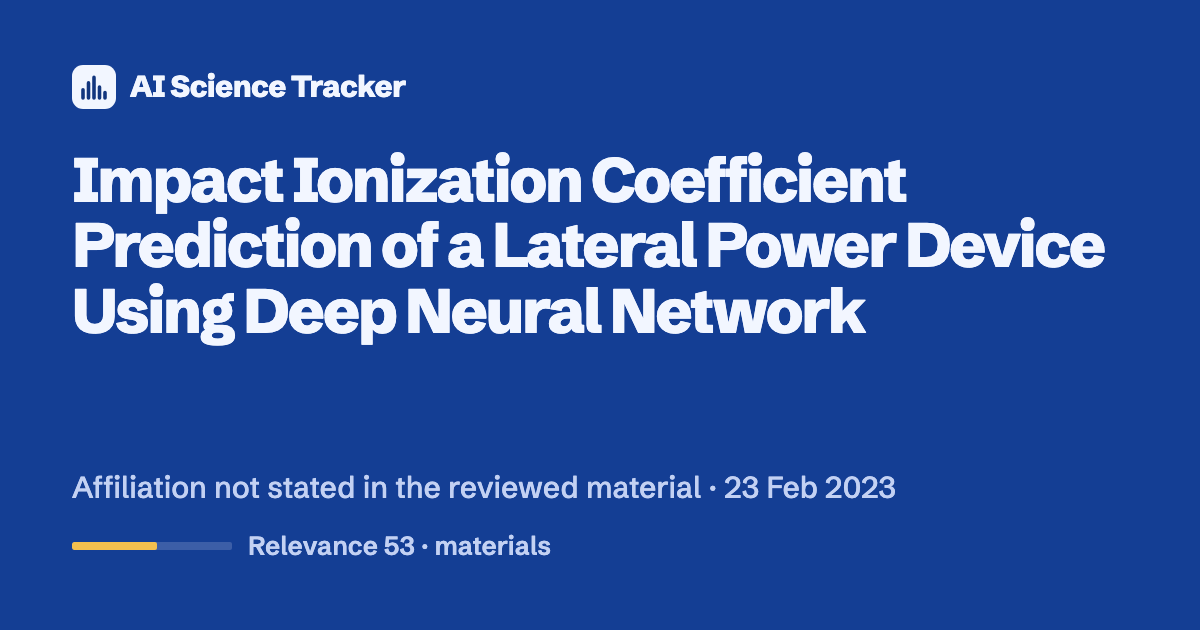 AI Science Tracker
Impact Ionization Coefficient
Prediction of a Lateral Power Device
Using Deep Neural Network
Affiliation not stated in the reviewed material · 23 Feb 2023
Relevance 53 · materials